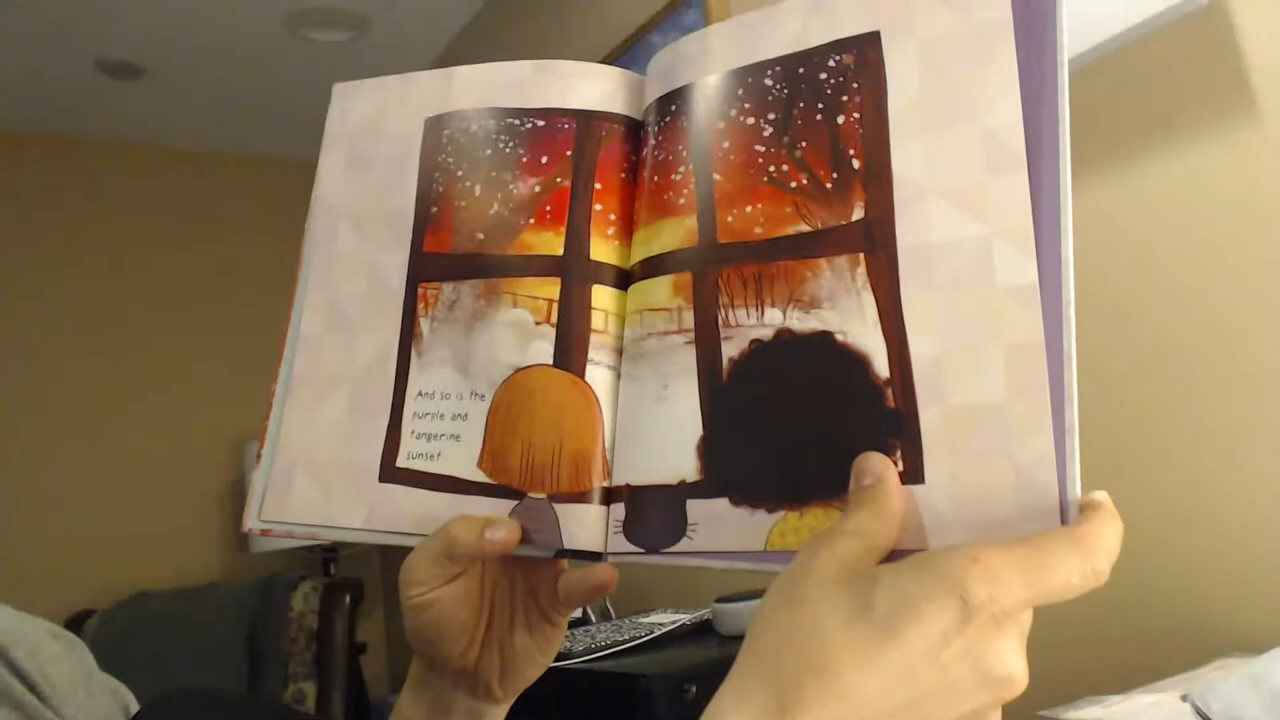 And so is the
purple and
tangerine
sunset